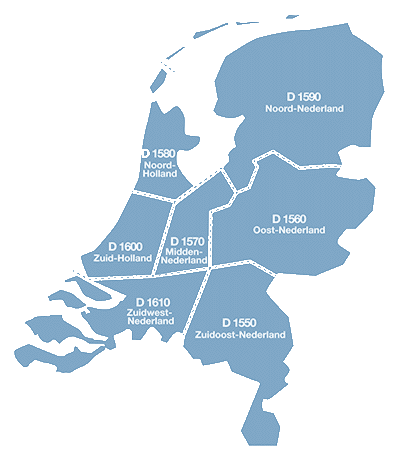 D 1590
Noord-Nederland
D 1580
Noord-
Holland
D 1560
Oost-Nederland
D 1600
Zuid-Holland
D 1570
Midden-
Nederland
D 1610
Zuidwest-
Nederland
D 1550
Zuidoost-Nederland